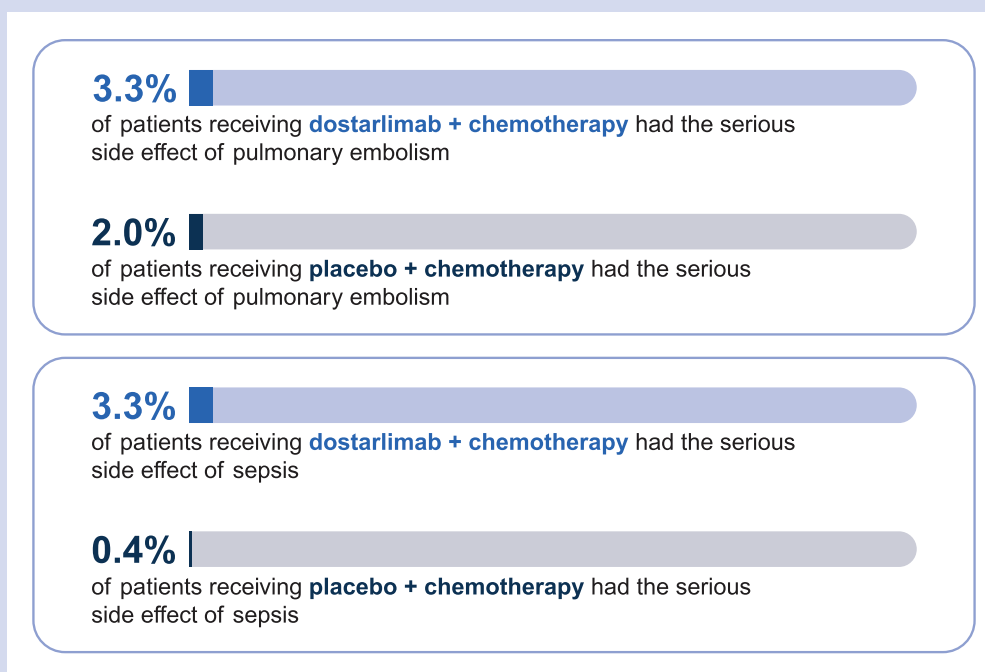 3.3%
of patients receiving dostarlimab + chemotherapy had the serious
side effect of pulmonary embolism
2.0%
of patients receiving placebo + chemotherapy had the serious
side effect of pulmonary embolism
3.3%
of patients receiving dostarlimab + chemotherapy had the serious
side effect of sepsis
0.4%
of patients receiving placebo + chemotherapy had the serious
side effect of sepsis